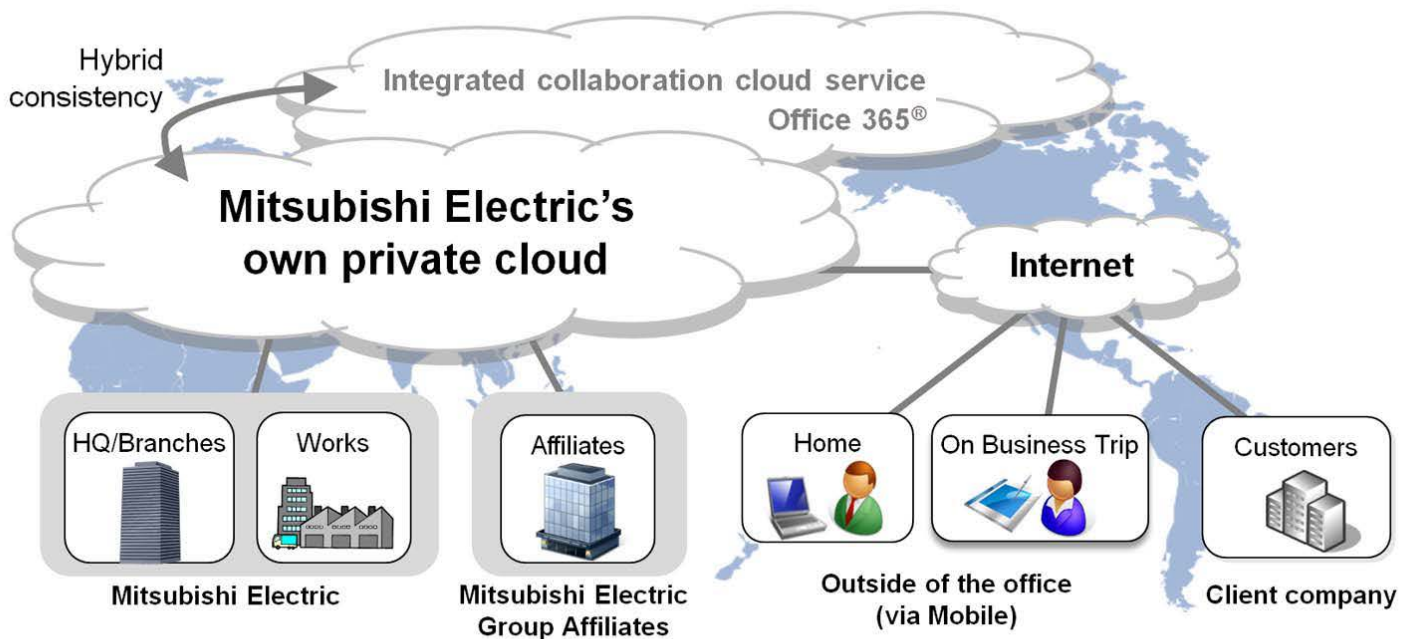 Hybrid
consistency
Integrated collaboration cloud service
Office 365®
Mitsubishi Electric's
own private cloud
Internet
HQ/Branches
Works
Affiliates
Home
On Business Trip
Customers
Mitsubishi Electric
Mitsubishi Electric
Group Affiliates
Outside of the office
(via Mobile)
Client company